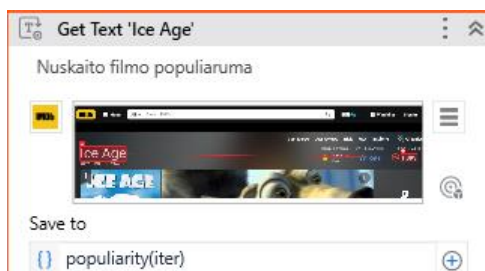 Get Text 'Ice Age'
Nuskaito filmo populiaruma
IMDb
Ice Age
ICE AGE
Save to
populiarity(iter)